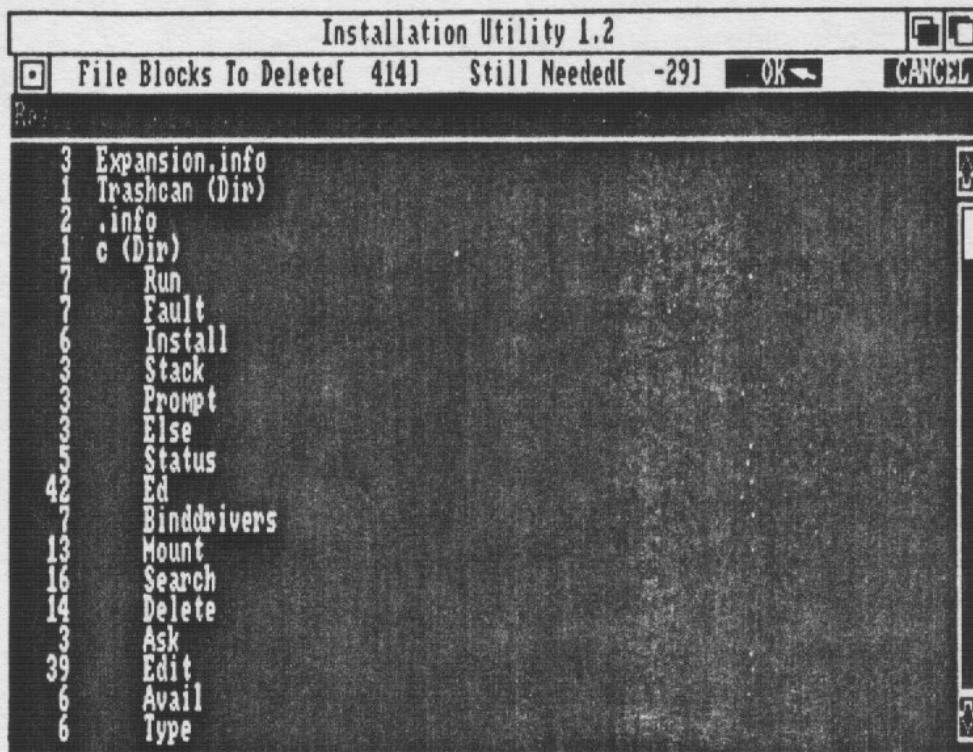 Installation Utility 1.2
File Blocks To Delete[ 414] Still Needed[ -29] OK CANCEL
3 Expansion.info
1 Trashcan (Dir)
2 .info
1 c (Dir)
7 Run
7 Fault
6 Install
3 Stack
3 Prompt
3 Else
5 Status
42 Ed
7 Binddrivers
13 Mount
16 Search
14 Delete
3 Ask
39 Edit
6 Avail
6 Type